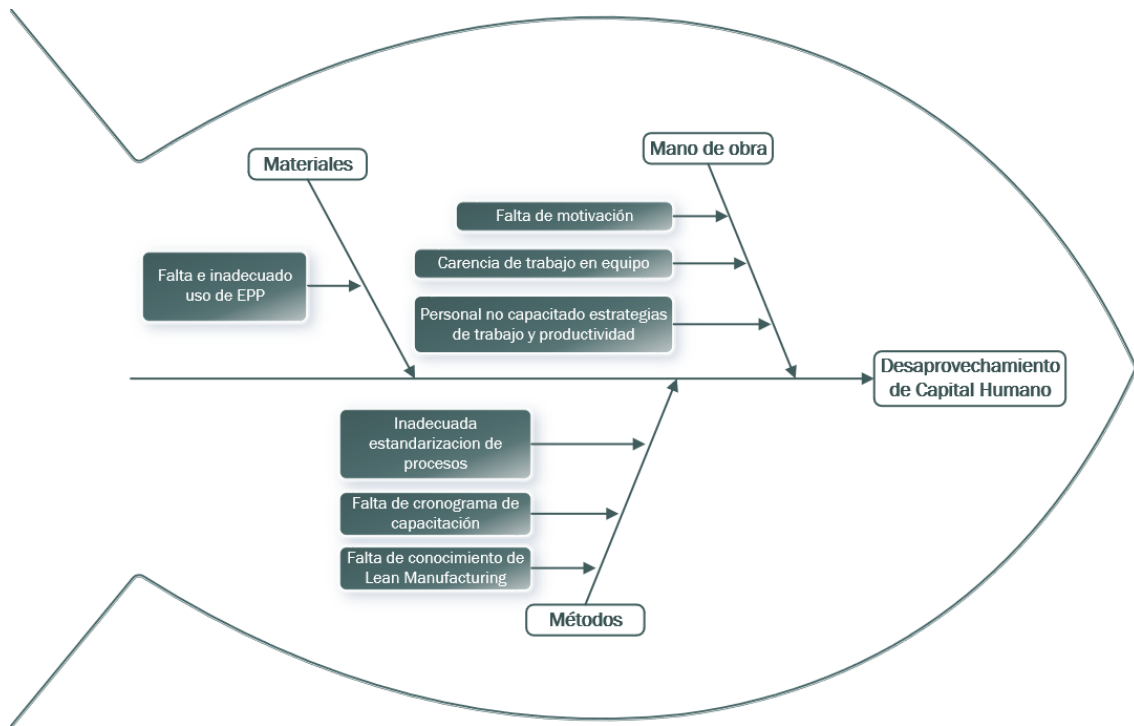 Materiales
Mano de obra
Falta de motivación
Carencia de trabajo en equipo
Falta e inadecuado
uso de EPP
Personal no capacitado estrategias
de trabajo y productividad
Desaprovechamiento
de Capital Humano
Inadecuada
estandarizacion de
procesos
Falta de cronograma de
capacitación
Falta de conocimiento de
Lean Manufacturing
Métodos